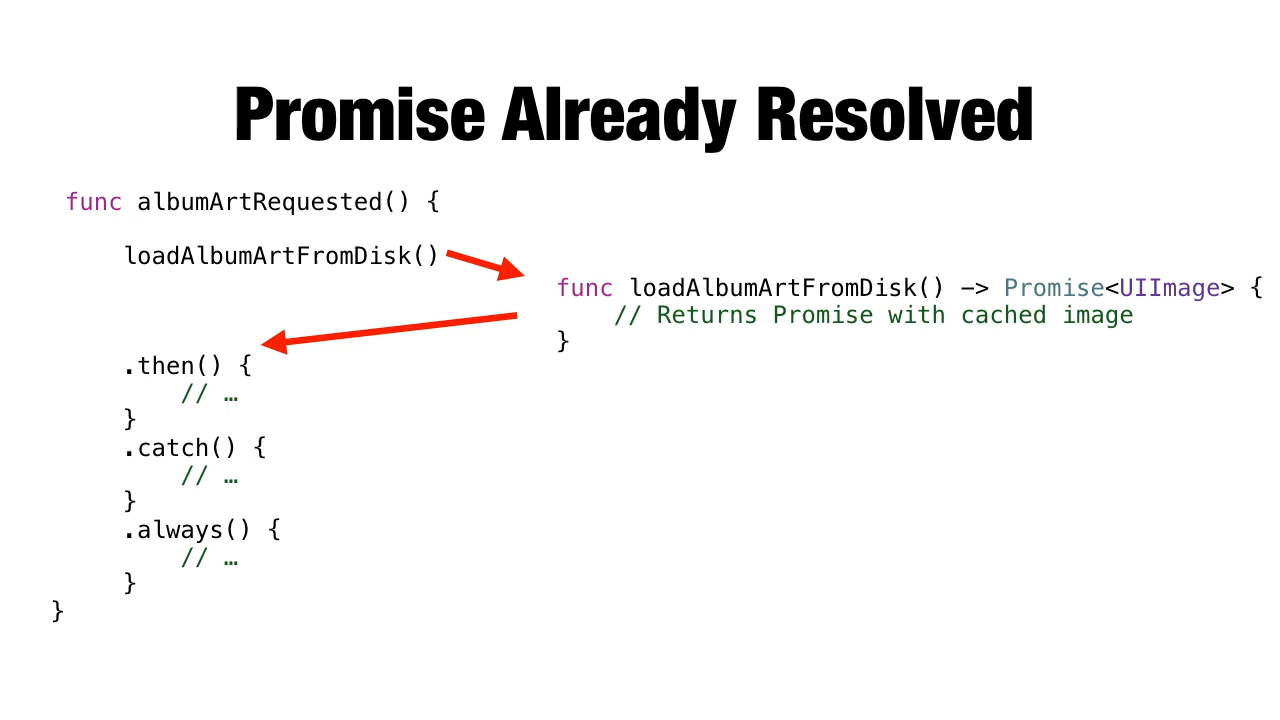 Promise Already Resolved
func albumArtRequested() {
loadAlbumArtFromDisk()
func loadAlbumArtFromDisk() -> Promise<UIImage> {
// Returns Promise with cached image
}
.then() {
// …
}
.catch() {
// …
}
.always() {
// …
}
}